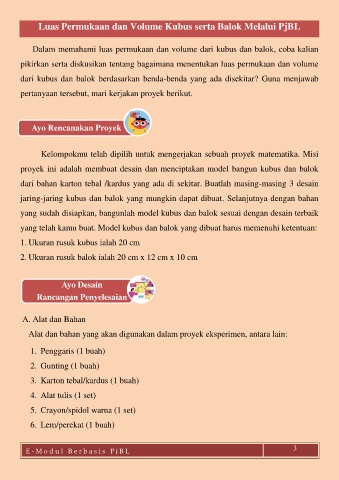 Luas Permukaan dan Volume Kubus serta Balok Melalui PjBL
Dalam memahami luas permukaan dan volume dari kubus dan balok, coba kalian
pikirkan serta diskusikan tentang bagaimana menentukan luas permukaan dan volume
dari kubus dan balok berdasarkan benda-benda yang ada disekitar? Guna menjawab
pertanyaan tersebut, mari kerjakan proyek berikut.
Ayo Rencanakan Proyek
Kelompokmu telah dipilih untuk mengerjakan sebuah proyek matematika. Misi
proyek ini adalah membuat desain dan menciptakan model bangun kubus dan balok
dari bahan karton tebal /kardus yang ada di sekitar. Buatlah masing-masing 3 desain
jaring-jaring kubus dan balok yang mungkin dapat dibuat. Selanjutnya dengan bahan
yang sudah disiapkan, bangunlah model kubus dan balok sesuai dengan desain terbaik
yang telah kamu buat. Model kubus dan balok yang dibuat harus memenuhi ketentuan:
1. Ukuran rusuk kubus ialah 20 cm
2. Ukuran rusuk balok ialah 20 cm x 12 cm x 10 cm
Ayo Desain
Rancangan Penyelesaian
A. Alat dan Bahan
Alat dan bahan yang akan digunakan dalam proyek eksperimen, antara lain:
1. Penggaris (1 buah)
2. Gunting (1 buah)
3. Karton tebal/kardus (1 buah)
4. Alat tulis (1 set)
5. Crayon/spidol warna (1 set)
6. Lem/perekat (1 buah)
E-Modul Berbasis PjBL
3